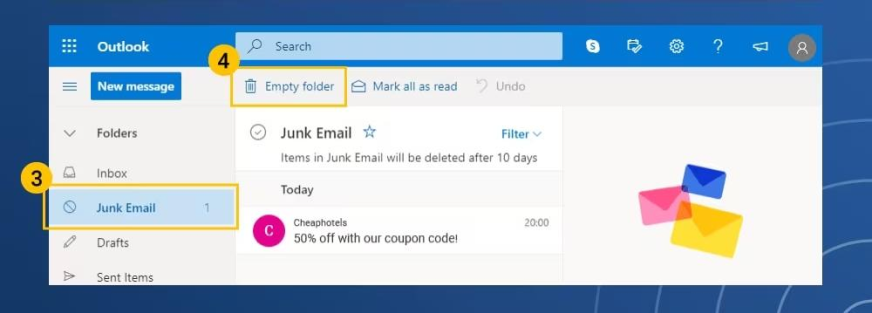 Outlook
Search
S
4
New message
Empty folder
Mark all as read
Undo
Folders
Junk Email
Filter
Items in Junk Email will be deleted after 10 days
3
Inbox
Today
Junk Email 1
C
Cheaphotels 20:00
50% off with our coupon code!
Drafts
Sent Items